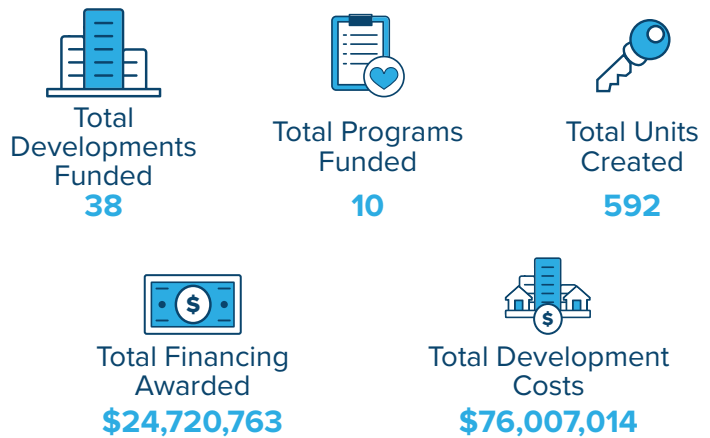 Total
Developments
Funded
38
Total Programs
Funded
10
Total Units
Created
592
$
Total Financing
Awarded
$24,720,763
$
Total Development
Costs
$76,007,014